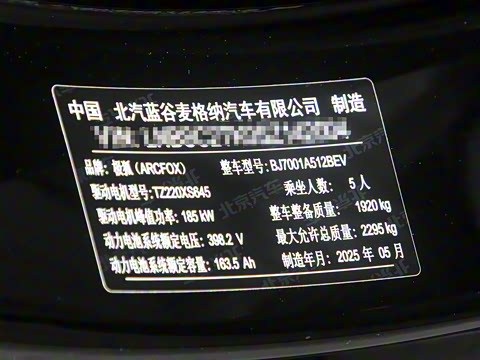 中国 北汽蓝谷麦格纳汽车有限公司 制造
品牌：极狐（ARCFOX） 整车型号：BJ7001A512BEV
驱动电机型号：TZ220XS645 乘坐人数： 5 人
驱动电机峰值功率：185 kW 整车整备质量： 1920 kg
动力电池系统额定电压：398.2 V 最大允许总质量：2295 kg
动力电池系统额定容量：163.5 Ah 制造年月：2025 年 05 月